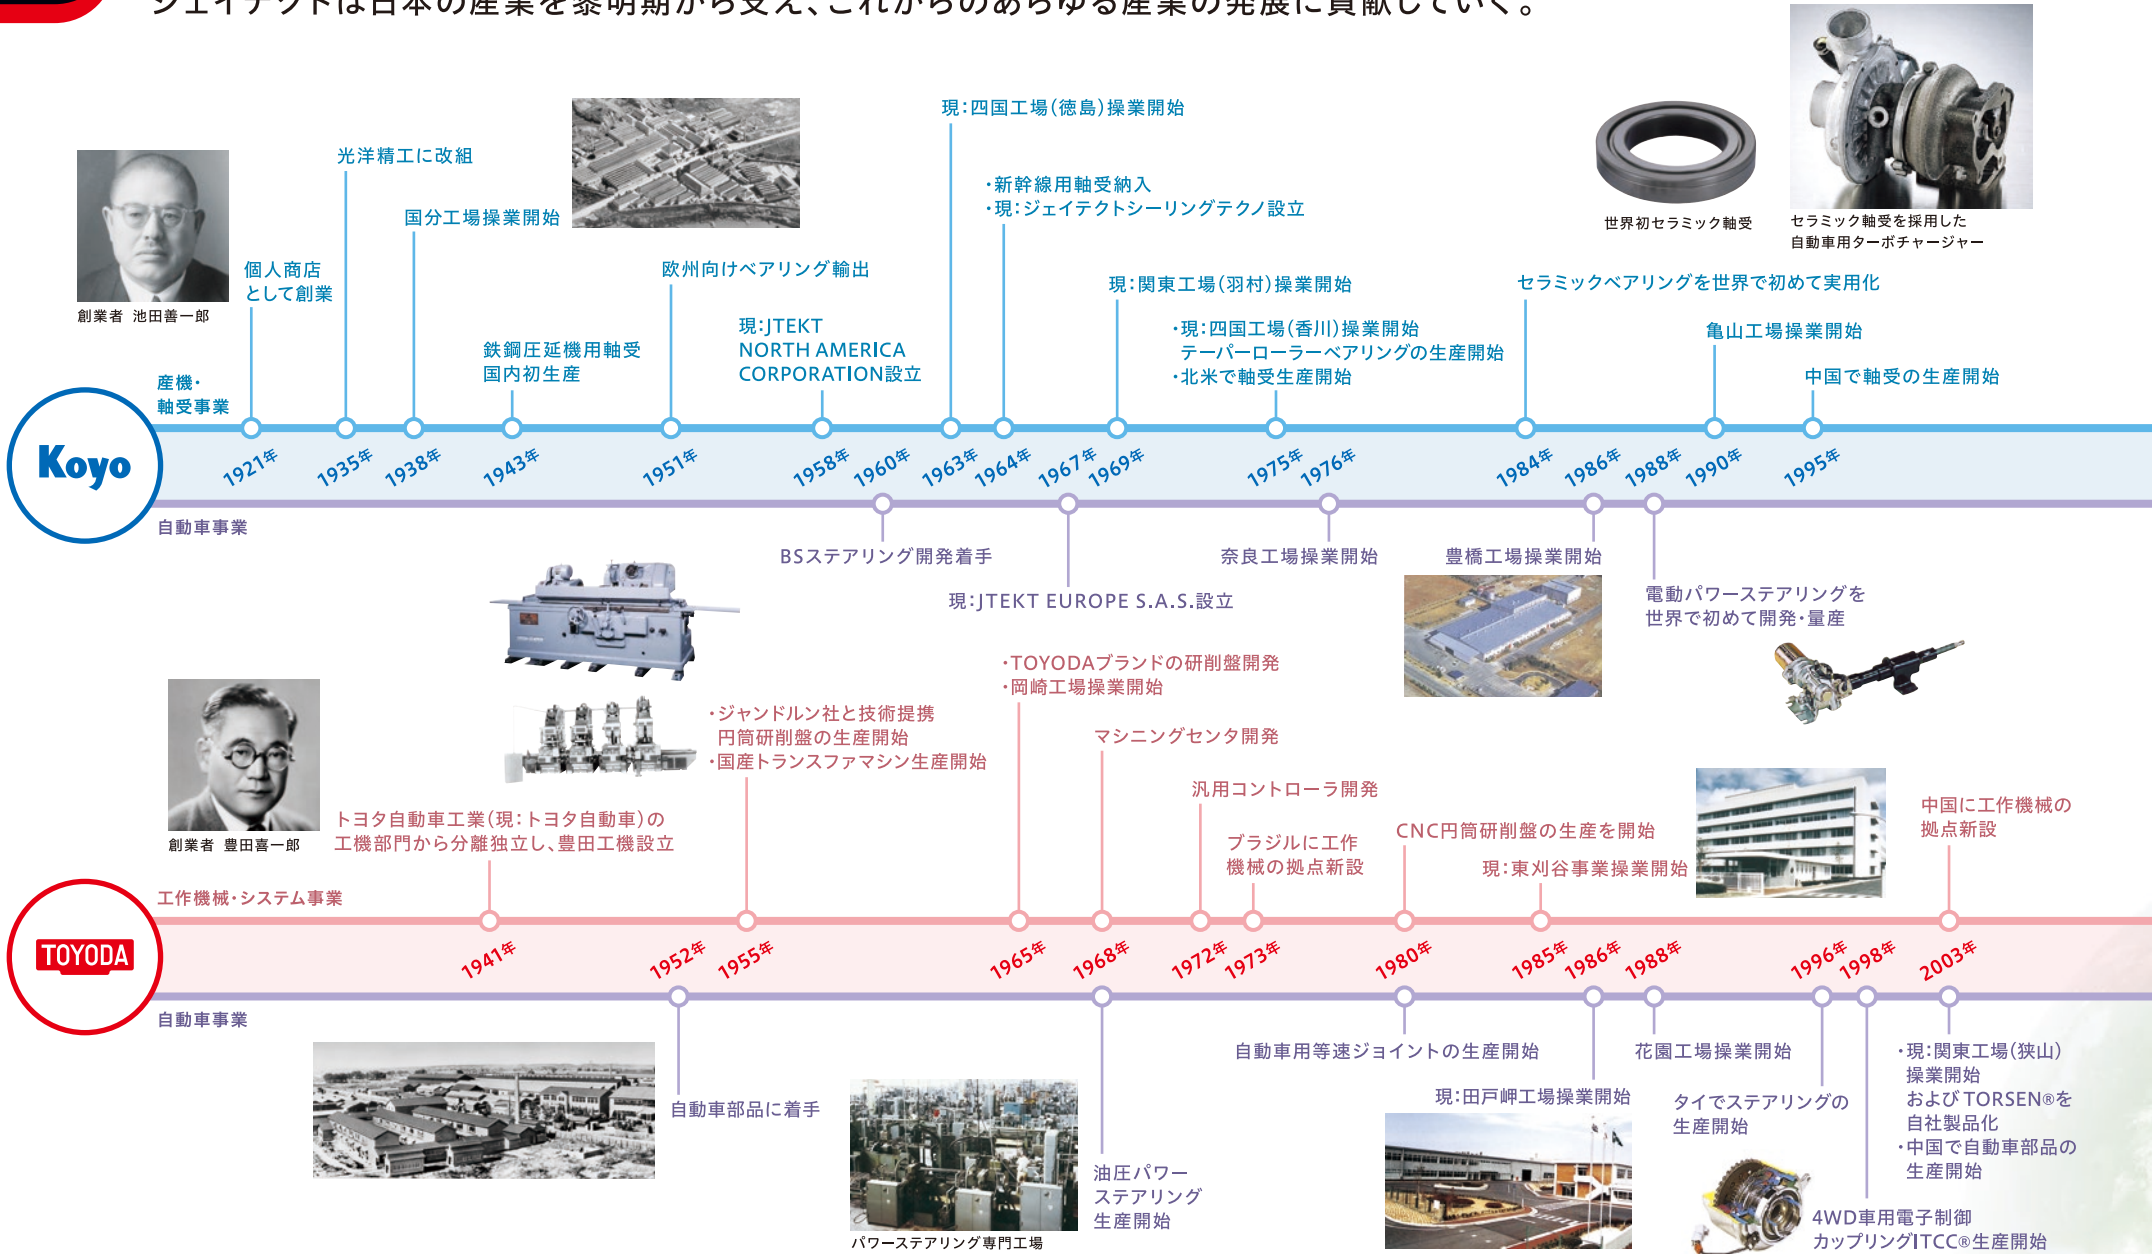 ジェイテクトは日本の産業を黎明期から支え、これからのあらゆる産業の発展に貢献していく。
創業者 池田善一郎
個人商店
として創業
光洋精工に改組
国分工場操業開始
鉄鋼圧延機用軸受
国内初生産
欧州向けベアリング輸出
現:JTEKT
NORTH AMERICA
CORPORATION設立
現:四国工場(徳島)操業開始
・新幹線用軸受納入
・現:ジェイテクトシーリングテクノ設立
現:関東工場(羽村)操業開始
・現:四国工場(香川)操業開始
テーパーローラーベアリングの生産開始
・北米で軸受生産開始
世界初セラミック軸受
セラミック軸受を採用した
自動車用ターボチャージャー
セラミックベアリングを世界で初めて実用化
亀山工場操業開始
中国で軸受の生産開始
産機・
軸受事業
Koyo
1921年
1935年
1938年
1943年
1951年
1958年
1960年
1963年
1964年
1967年
1969年
1975年
1976年
1984年
1986年
1988年
1990年
1995年
自動車事業
BSステアリング開発着手
現:JTEKT EUROPE S.A.S.設立
奈良工場操業開始
豊橋工場操業開始
電動パワーステアリングを
世界で初めて開発・量産
創業者 豊田喜一郎
トヨタ自動車工業(現:トヨタ自動車)の
工機部門から分離独立し、豊田工機設立
・ジャンドルン社と技術提携
円筒研削盤の生産開始
・国産トランスファマシン生産開始
・TOYODAブランドの研削盤開発
・岡崎工場操業開始
マシニングセンタ開発
汎用コントローラ開発
ブラジルに工作
機械の拠点新設
CNC円筒研削盤の生産を開始
現:東刈谷事業操業開始
中国に工作機械の
拠点新設
工作機械・システム事業
TOYODA
1941年
1952年
1955年
1965年
1968年
1972年
1973年
1980年
1985年
1986年
1988年
1996年
1998年
2003年
自動車事業
自動車部品に着手
パワーステアリング専門工場
油圧パワー
ステアリング
生産開始
自動車用等速ジョイントの生産開始
現:田戸岬工場操業開始
花園工場操業開始
タイでステアリングの
生産開始
4WD車用電子制御
カップリングITCC®生産開始
・現:関東工場(狭山)
操業開始
およびTORSEN®を
自社製品化
・中国で自動車部品の
生産開始